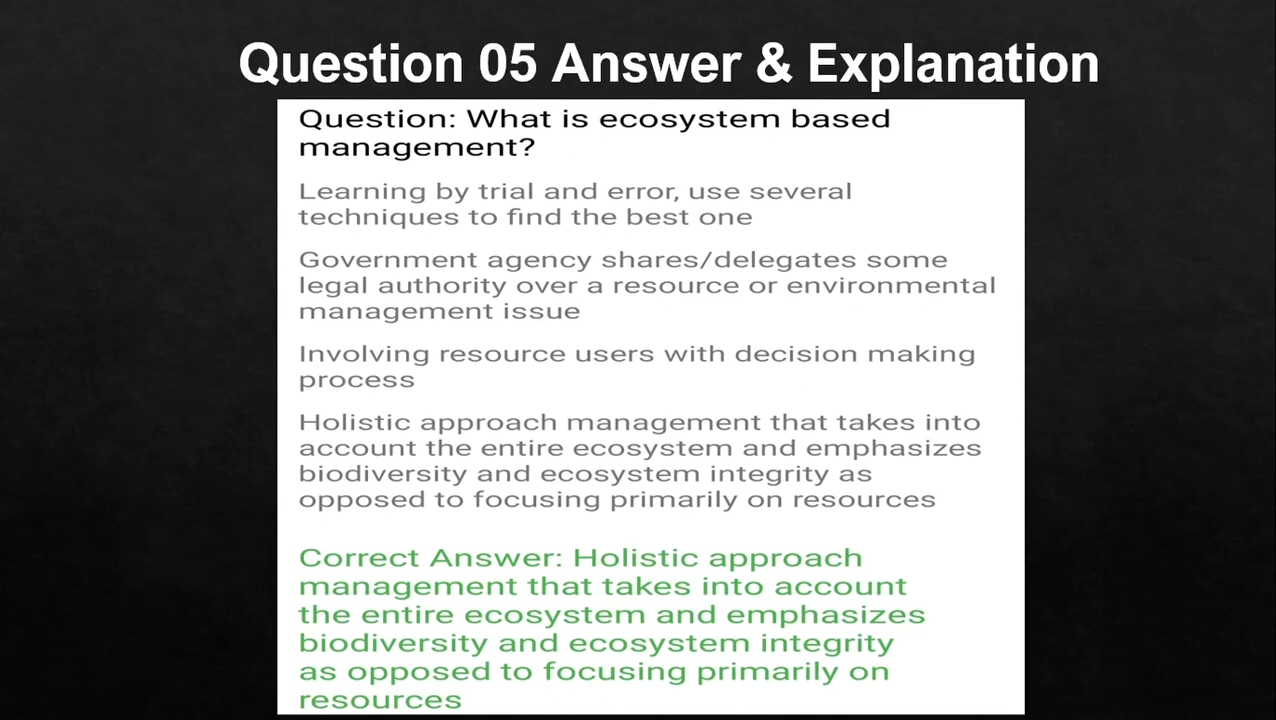 Question 05 Answer & Explanation
Question: What is ecosystem based
management?
Learning by trial and error, use several
techniques to find the best one
Government agency shares/delegates some
legal authority over a resource or environmental
management issue
Involving resource users with decision making
process
Holistic approach management that takes into
account the entire ecosystem and emphasizes
biodiversity and ecosystem integrity as
opposed to focusing primarily on resources
Correct Answer: Holistic approach
management that takes into account
the entire ecosystem and emphasizes
biodiversity and ecosystem integrity
as opposed to focusing primarily on
resources